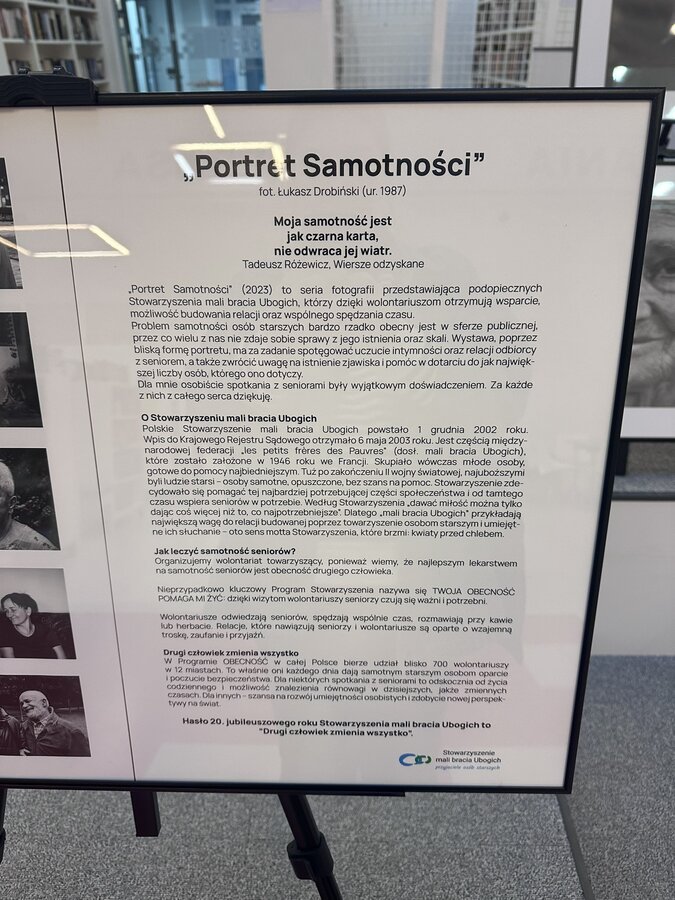 „Portret Samotności”
fot. Łukasz Drobiński (ur. 1987)
Moja samotność jest
jak czarna karta,
nie odwraca jej wiatr.
Tadeusz Różewicz, Wiersze odzyskane
„Portret Samotności" (2023) to seria fotografii przedstawiająca podopiecznych
Stowarzyszenia mali bracia Ubogich, którzy dzięki wolontariuszom otrzymują wsparcie,
możliwość budowania relacji oraz wspólnego spędzania czasu.
Problem samotności osób starszych bardzo rzadko obecny jest w sferze publicznej,
przez co wielu z nas nie zdaje sobie sprawy z jego istnienia oraz skali. Wystawa, poprzez
bliską formę portretu, ma za zadanie spotęgować uczucie intymności oraz relacji odbiorcy
z seniorem, a także zwrócić uwagę na istnienie zjawiska i pomóc w dotarciu do jak najwięk-
szej liczby osób, którego ono dotyczy.
Dla mnie osobiście spotkania z seniorami były wyjątkowym doświadczeniem. Za każde
z nich z całego serca dziękuję.
O Stowarzyszeniu mali bracia Ubogich
Polskie Stowarzyszenie mali bracia Ubogich powstało 1 grudnia 2002 roku.
Wpis do Krajowego Rejestru Sądowego otrzymało 6 maja 2003 roku. Jest częścią między-
narodowej federacji „les petits frères des Pauvres” (dosł. mali bracia Ubogich),
które zostało założone w 1946 roku we Francji. Skupiało wówczas młode osoby,
gotowe do pomocy najbiedniejszym. Tuż po zakończeniu II wojny światowej, najuboższymi
byli ludzie starsi – osoby samotne, opuszczone, bez szans na pomoc. Stowarzyszenie zde-
cydowało się pomagać tej najbardziej potrzebującej części społeczeństwa i od tamtego
czasu wspiera seniorów w potrzebie. Według Stowarzyszenia „dawać miłość można tylko
dając coś więcej niż to, co najpotrzebniejsze”. Dlatego „mali bracia Ubogich” przykładają
największą wagę do relacji budowanej poprzez towarzyszenie osobom starszym i umiejęt-
ne ich słuchanie – oto sens motta Stowarzyszenia, które brzmi: kwiaty przed chlebem.
Jak leczyć samotność seniorów?
Organizujemy wolontariat towarzyszący, ponieważ wiemy, że najlepszym lekarstwem
na samotność seniorów jest obecność drugiego człowieka.
Nieprzypadkowo kluczowy Program Stowarzyszenia nazywa się TWOJA OBECNOŚĆ
POMAGA MI ŻYĆ: dzięki wizytom wolontariuszy seniorzy czują się ważni i potrzebni.
Wolontariusze odwiedzają seniorów, spędzają wspólnie czas, rozmawiają przy kawie
lub herbacie. Relacje, które nawiązują seniorzy i wolontariusze są oparte o wzajemną
troskę, zaufanie i przyjaźń.
Drugi człowiek zmienia wszystko
W Programie OBECNOŚĆ w całej Polsce bierze udział blisko 700 wolontariuszy
w 12 miastach. To właśnie oni każdego dnia dają samotnym starszym osobom oparcie
i poczucie bezpieczeństwa. Dla niektórych spotkania z seniorami to odskocznia od życia
codziennego i możliwość znalezienia równowagi w dzisiejszych, jakże zmiennych
czasach. Dla innych – szansa na rozwój umiejętności osobistych i zdobycie nowej perspek-
tywy na świat.
Hasło 20. jubileuszowego roku Stowarzyszenia mali bracia Ubogich to
"Drugi człowiek zmienia wszystko".
Stowarzyszenie
mali bracia Ubogich
przyjaciele osób starszych